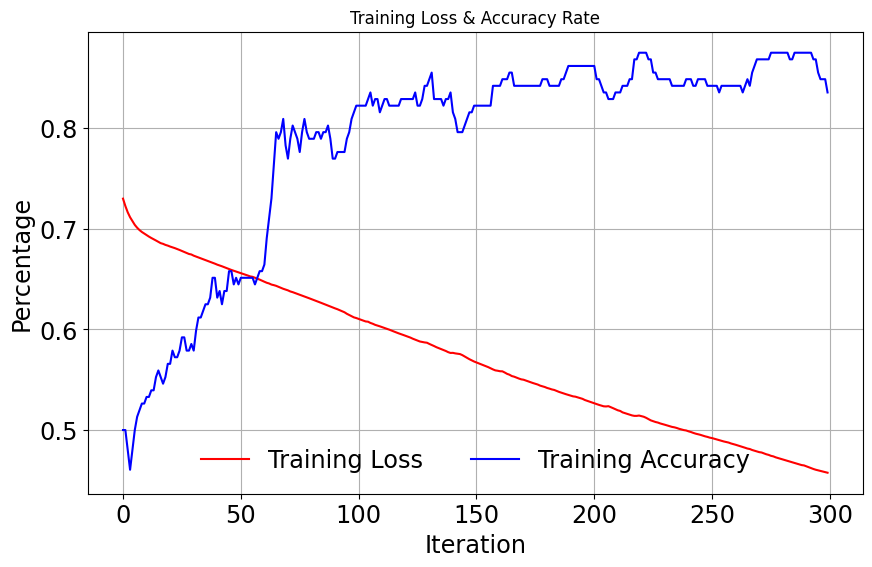 Training Loss & Accuracy Rate
Percentage
0.8
0.7
0.6
0.5
Training Loss Training Accuracy
0 50 100 150 200 250 300
Iteration